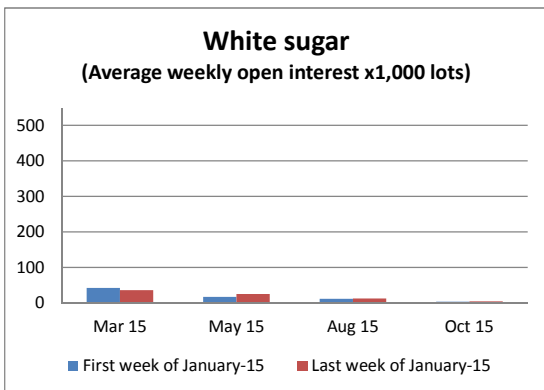 White sugar
(Average weekly open interest x1,000 lots)
500
400
300
200
100
0
Mar 15 May 15 Aug 15 Oct 15
First week of January-15 Last week of January-15